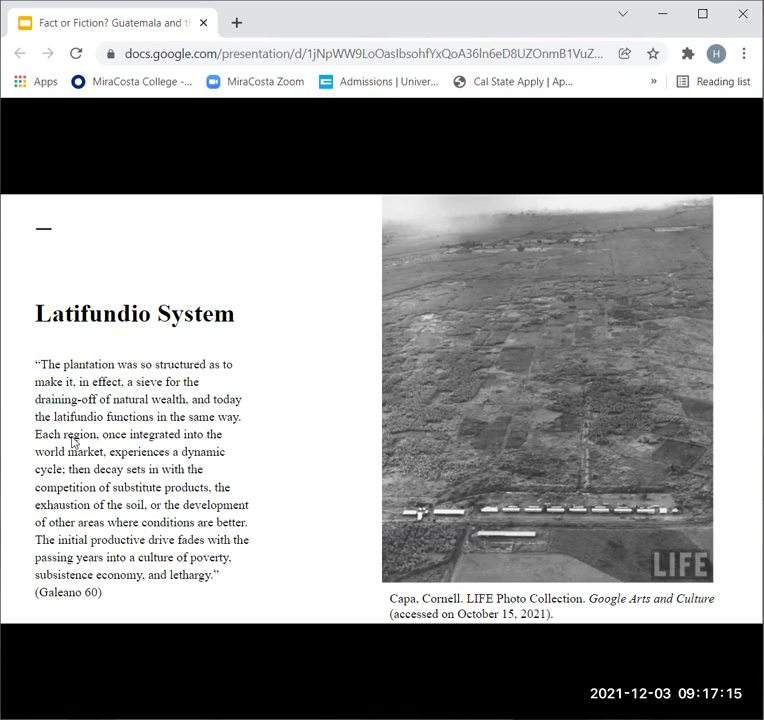 Fact or Fiction? Guatemala and th
docs.google.com/presentation/d/1jNpWW9LoOasIbsohfYxQoA36ln6eD8UZOnmB1VuZ...
H
Apps
MiraCosta College -...
MiraCosta Zoom
Admissions | Univer...
Cal State Apply | Ap...
»
Reading list
Latifundio System
“The plantation was so structured as to
make it, in effect, a sieve for the
draining-off of natural wealth, and today
the latifundio functions in the same way.
Each region, once integrated into the
world market, experiences a dynamic
cycle; then decay sets in with the
competition of substitute products, the
exhaustion of the soil, or the development
of other areas where conditions are better.
The initial productive drive fades with the
passing years into a culture of poverty,
subsistence economy, and lethargy.”
(Galeano 60)
LIFE
Capa, Cornell. LIFE Photo Collection. Google Arts and Culture
(accessed on October 15, 2021).
2021-12-03 09:17:15